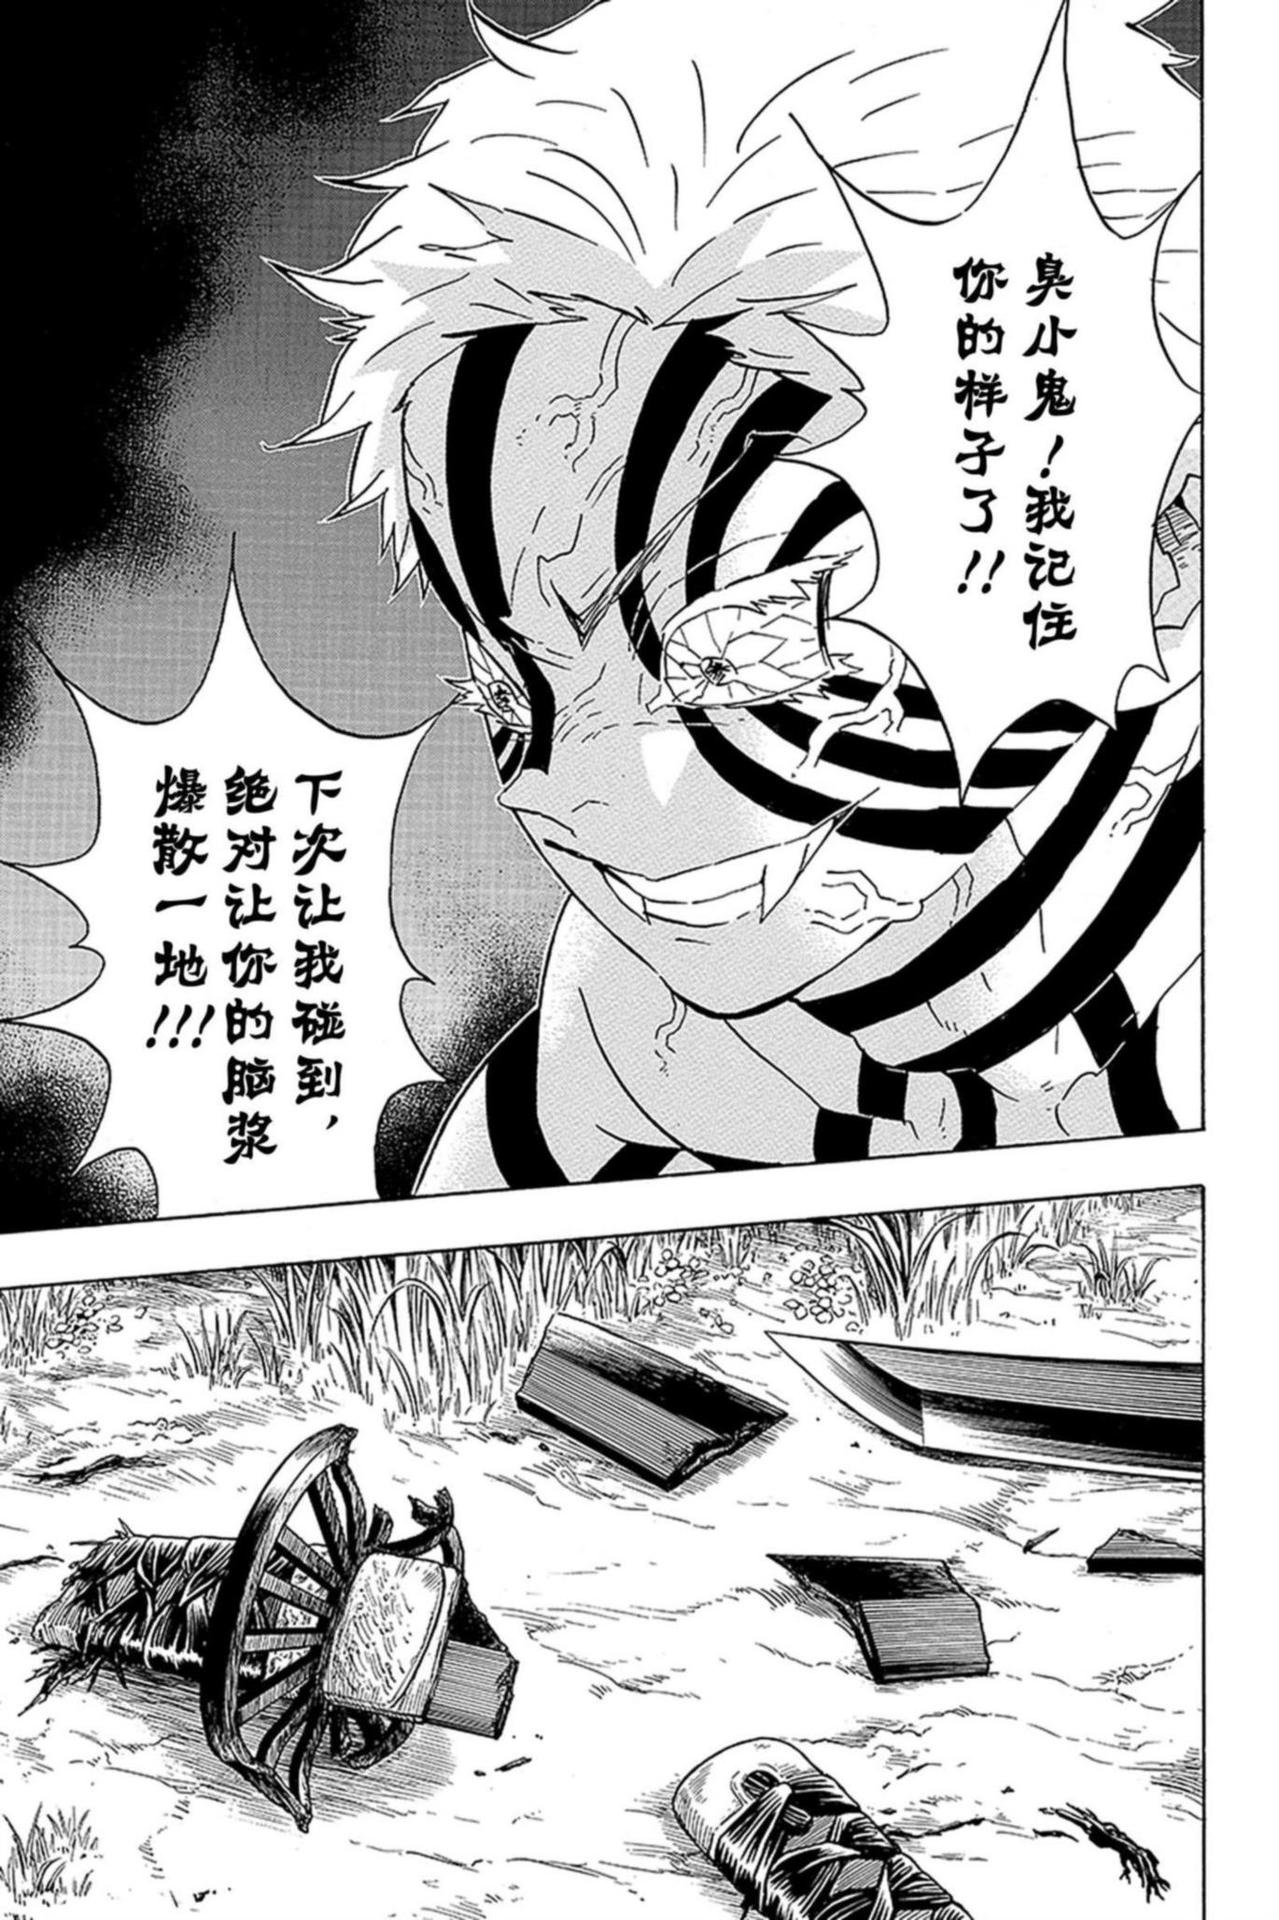 臭小鬼！我记住
你的样子了！！
下次让我碰到，
绝对让你的脑浆
爆散一地！！！